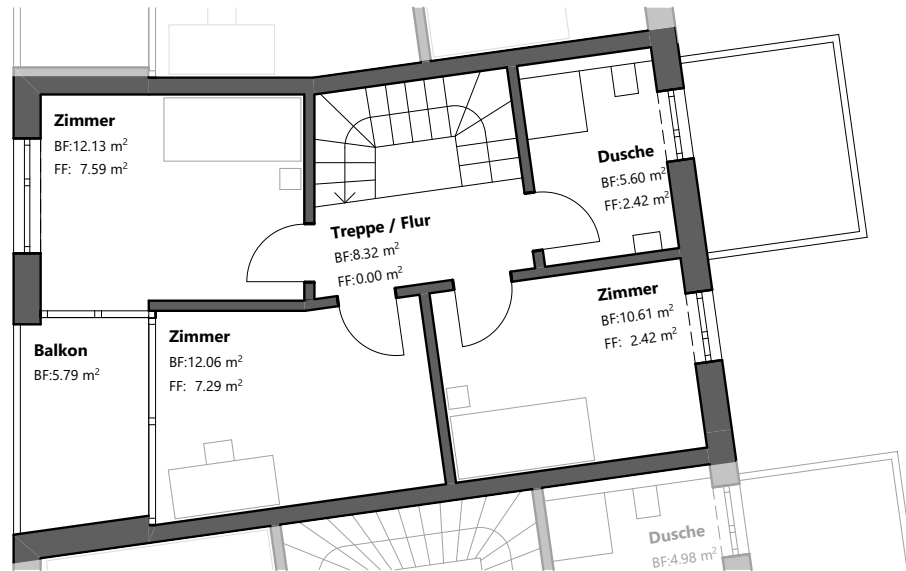 Zimmer
BF:12.13 m²
FF: 7.59 m²
Dusche
BF:5.60 m²
FF:2.42 m²
Treppe / Flur
BF:8.32 m²
FF:0.00 m²
Zimmer
BF:10.61 m²
FF: 2.42 m²
Balkon
BF:5.79 m²
Zimmer
BF:12.06 m²
FF: 7.29 m²
Dusche
BF:4.98 m²